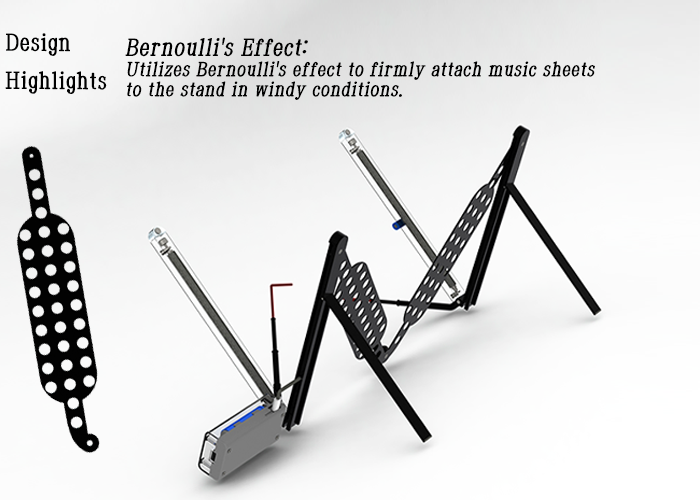 Design
Highlights
Bernoulli's Effect:
Utilizes Bernoulli's effect to firmly attach music sheets
to the stand in windy conditions.